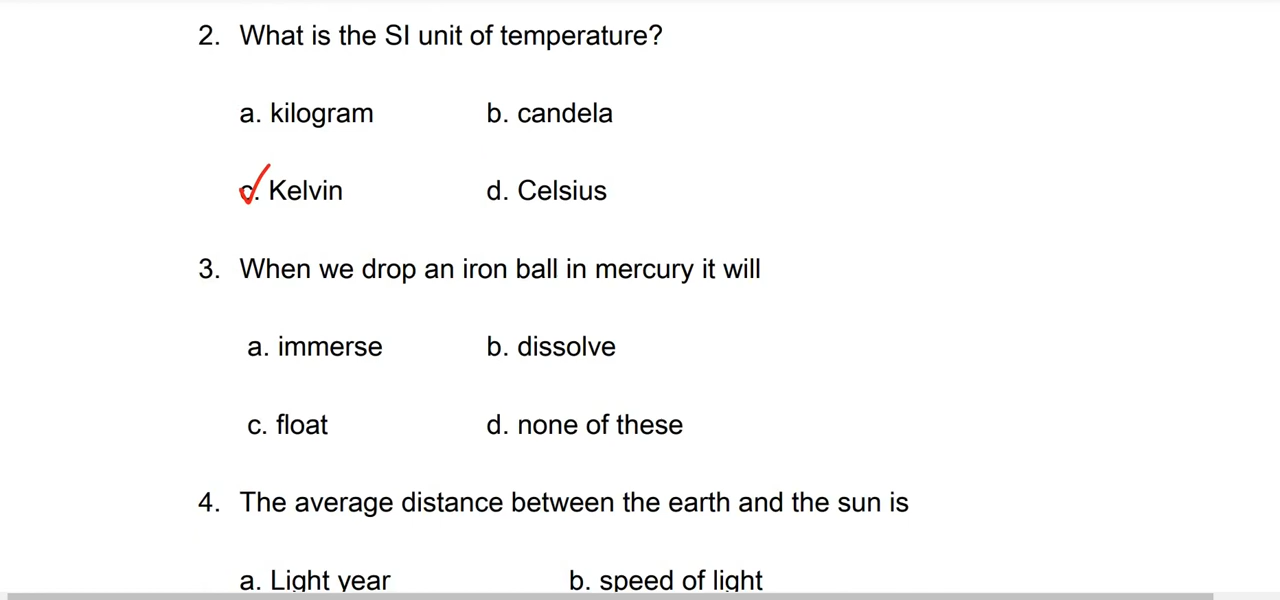 2. What is the SI unit of temperature?
a. kilogram b. candela
c. Kelvin d. Celsius
3. When we drop an iron ball in mercury it will
a. immerse b. dissolve
c. float d. none of these
4. The average distance between the earth and the sun is
a. Light year b. speed of light